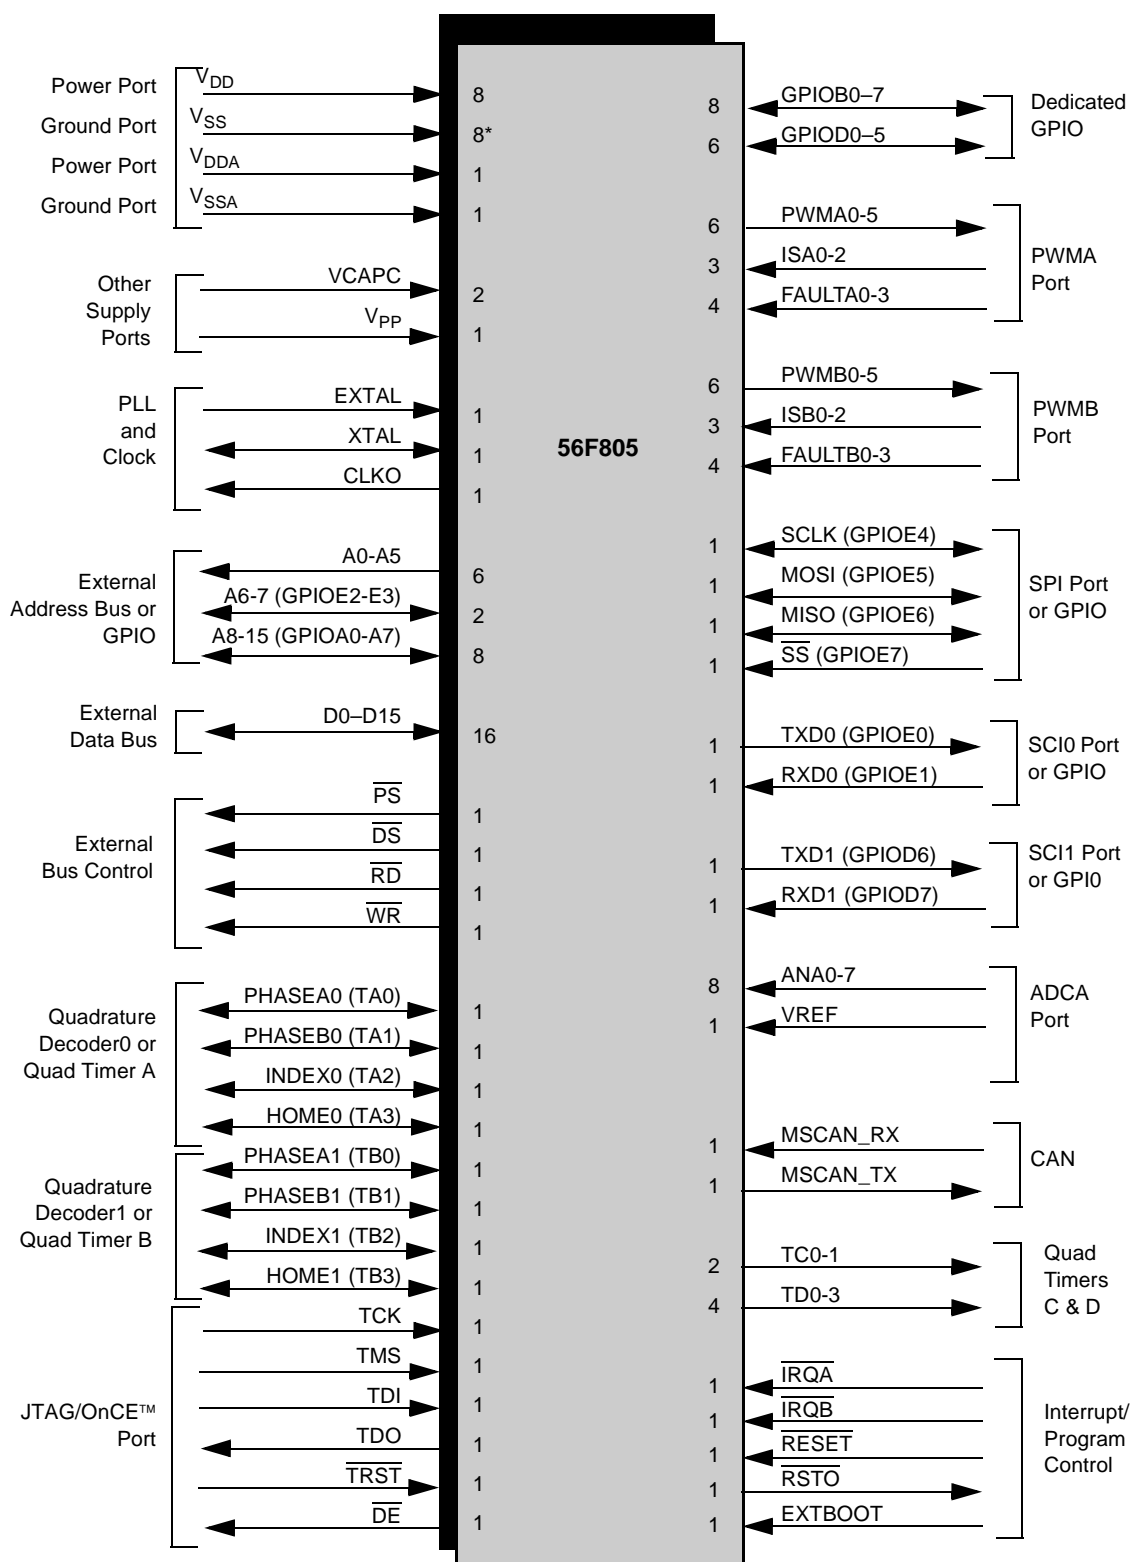 Power Port
V_DD
8
Ground Port
V_SS
8*
Power Port
V_DDA
1
Ground Port
V_SSA
1
Other
Supply
Ports
VCAPC
2
V_PP
1
PLL
and
Clock
EXTAL
1
XTAL
1
CLKO
1
External
Address Bus or
GPIO
A0-A5
6
A6-7 (GPIOE2-E3)
2
A8-15 (GPIOA0-A7)
8
External
Data Bus
D0–D15
16
External
Bus Control
PS
1
DS
1
RD
1
WR
1
Quadrature
Decoder0 or
Quad Timer A
PHASEA0 (TA0)
1
PHASEB0 (TA1)
1
INDEX0 (TA2)
1
HOME0 (TA3)
1
Quadrature
Decoder1 or
Quad Timer B
PHASEA1 (TB0)
1
PHASEB1 (TB1)
1
INDEX1 (TB2)
1
HOME1 (TB3)
1
JTAG/OnCE™
Port
TCK
1
TMS
1
TDI
1
TDO
1
TRST
1
DE
1
56F805
8
GPIOB0–7
6
GPIOD0–5
Dedicated
GPIO
6
PWMA0-5
3
ISA0-2
4
FAULTA0-3
PWMA
Port
6
PWMB0-5
3
ISB0-2
4
FAULTB0-3
PWMB
Port
1
SCLK (GPIOE4)
1
MOSI (GPIOE5)
1
MISO (GPIOE6)
1
SS (GPIOE7)
SPI Port
or GPIO
1
TXD0 (GPIOE0)
1
RXD0 (GPIOE1)
SCI0 Port
or GPIO
1
TXD1 (GPIOD6)
1
RXD1 (GPIOD7)
SCI1 Port
or GPI0
8
ANA0-7
1
VREF
ADCA
Port
1
MSCAN_RX
1
MSCAN_TX
CAN
2
TC0-1
4
TD0-3
Quad
Timers
C & D
1
IRQA
1
IRQB
1
RESET
1
RSTO
1
EXTBOOT
Interrupt/
Program
Control